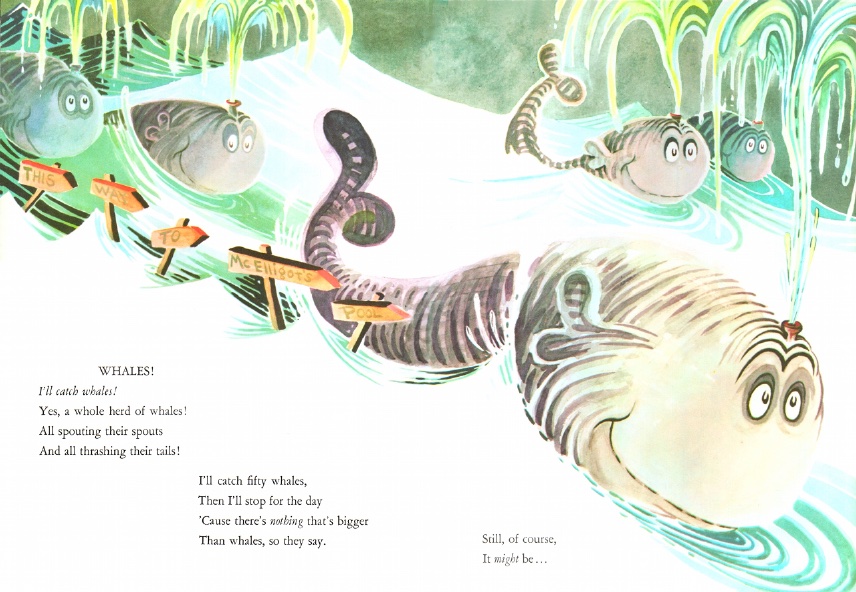 THIS
WAY
TO
McElligot's
POOL
WHALES!
I'll catch whales!
Yes, a whole herd of whales!
All spouting their spouts
And all thrashing their tails!
I'll catch fifty whales,
Then I'll stop for the day
'Cause there's nothing that's bigger
Than whales, so they say.
Still, of course,
It might be...